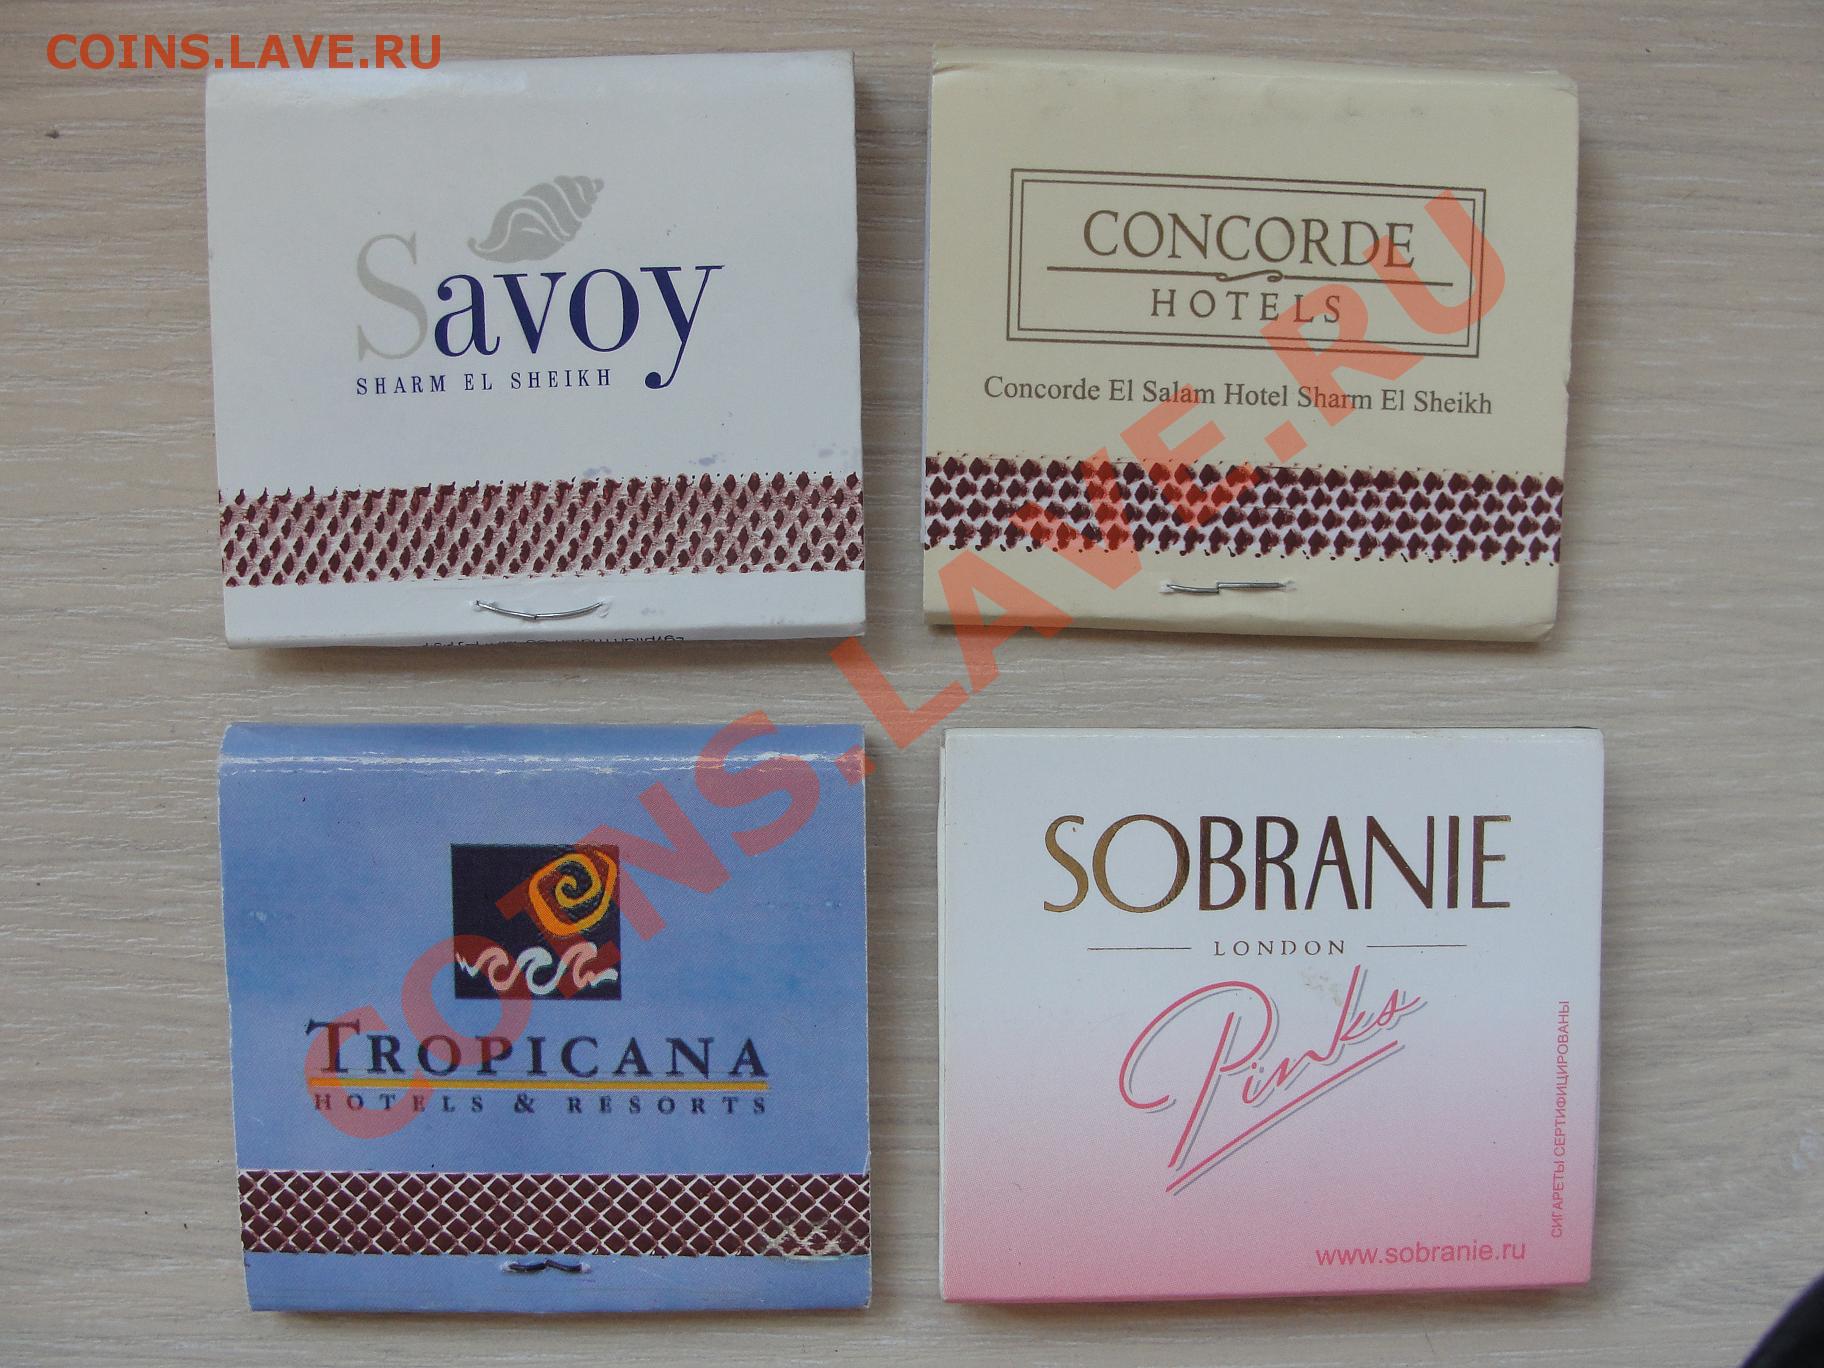 COINS.LAVE.RU
Savoy
SHARM EL SHEIKH
CONCORDE
HOTELS
Concorde El Salam Hotel Sharm El Sheikh
COINS.LAVE.RU
TROPICANA
HOTELS & RESORTS
SOBRANIE
LONDON
Pinks
СИГАРЕТЫ СЕРТИФИЦИРОВАНЫ
www.sobranie.ru